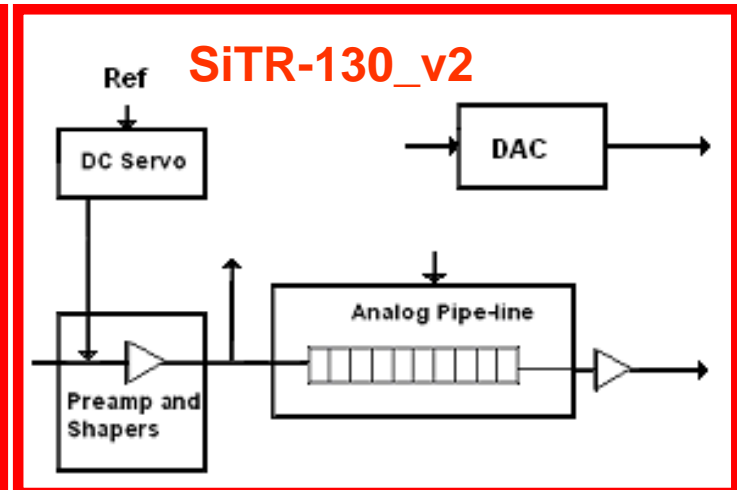 SiTR-130_v2
Ref
DC Servo
DAC
Analog Pipe-line
Preamp and
Shapers